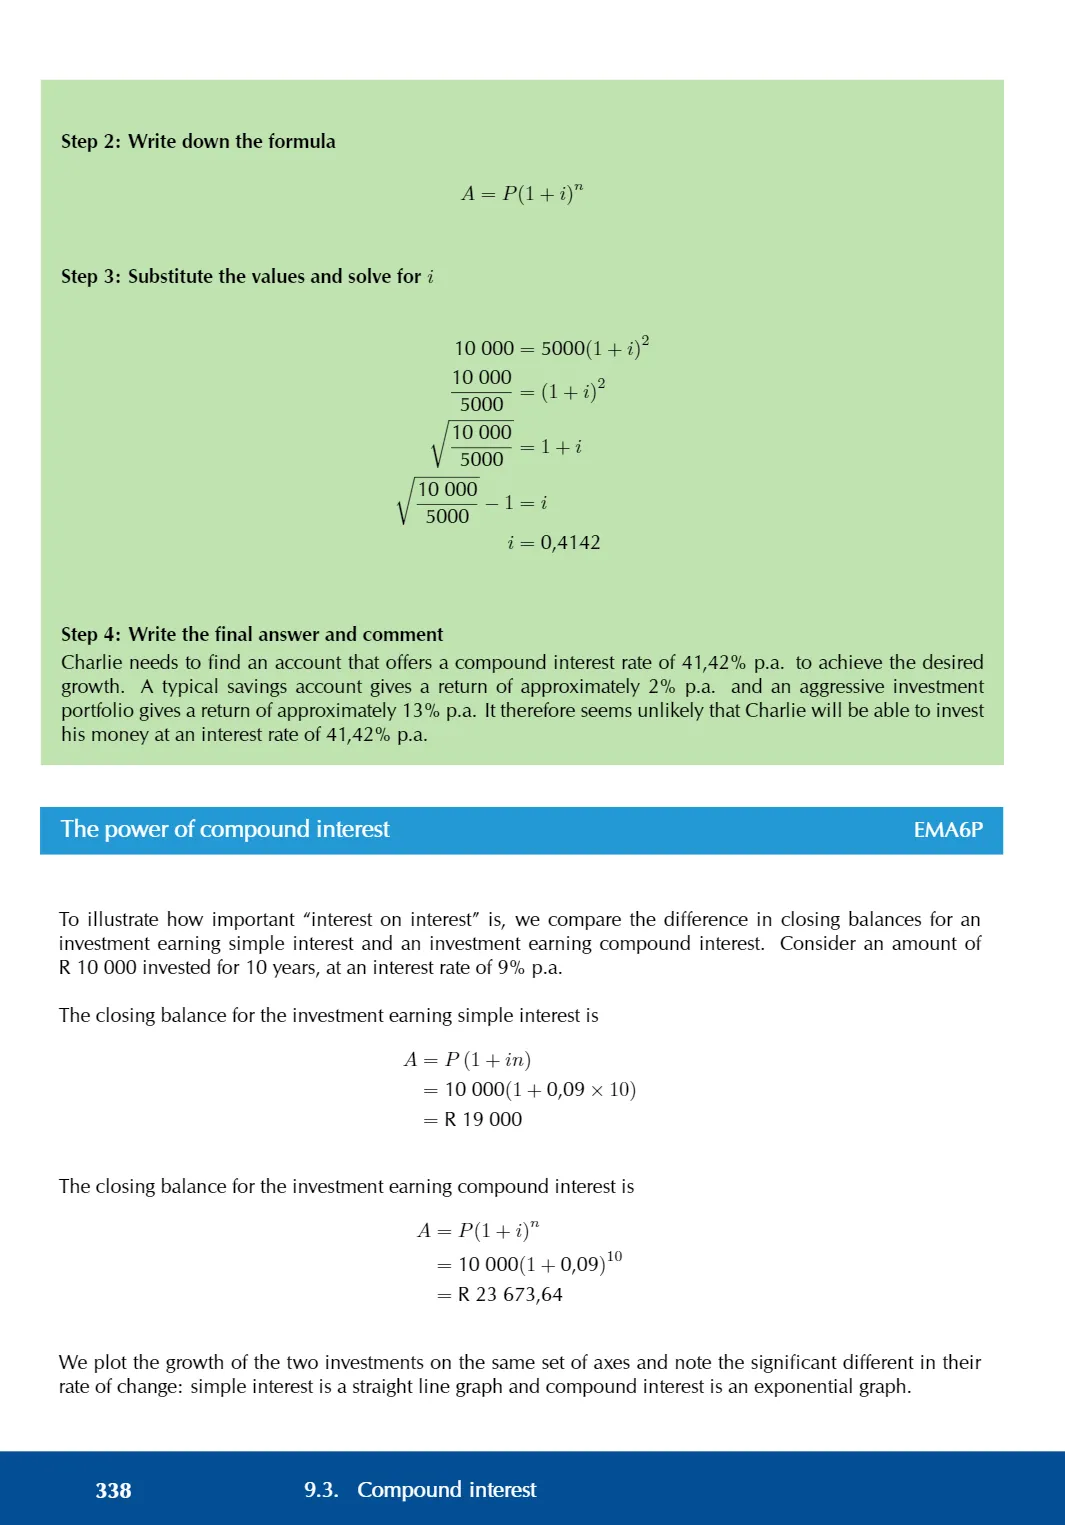 Step 2: Write down the formula
A = P(1 + i)^n
Step 3: Substitute the values and solve for i
10 000 = 5000(1 + i)^2
10 000/5000 = (1 + i)^2
√(10 000/5000) = 1 + i
√(10 000/5000) − 1 = i
i = 0,4142
Step 4: Write the final answer and comment
Charlie needs to find an account that offers a compound interest rate of 41,42% p.a. to achieve the desired
growth. A typical savings account gives a return of approximately 2% p.a. and an aggressive investment
portfolio gives a return of approximately 13% p.a. It therefore seems unlikely that Charlie will be able to invest
his money at an interest rate of 41,42% p.a.
The power of compound interest EMA6P
To illustrate how important “interest on interest” is, we compare the difference in closing balances for an
investment earning simple interest and an investment earning compound interest. Consider an amount of
R 10 000 invested for 10 years, at an interest rate of 9% p.a.
The closing balance for the investment earning simple interest is
A = P (1 + in)
= 10 000(1 + 0,09 × 10)
= R 19 000
The closing balance for the investment earning compound interest is
A = P(1 + i)^n
= 10 000(1 + 0,09)^10
= R 23 673,64
We plot the growth of the two investments on the same set of axes and note the significant different in their
rate of change: simple interest is a straight line graph and compound interest is an exponential graph.
338 9.3. Compound interest